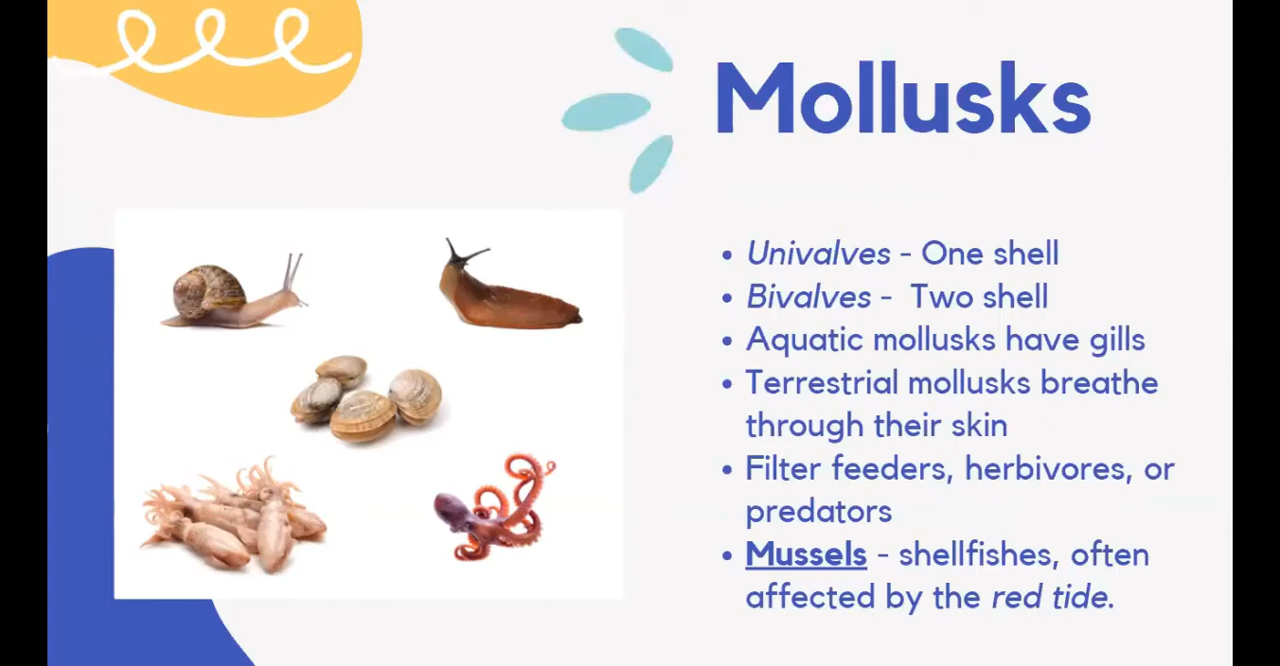 Mollusks
• Univalves - One shell
• Bivalves - Two shell
• Aquatic mollusks have gills
• Terrestrial mollusks breathe
through their skin
• Filter feeders, herbivores, or
predators
• Mussels - shellfishes, often
affected by the red tide.